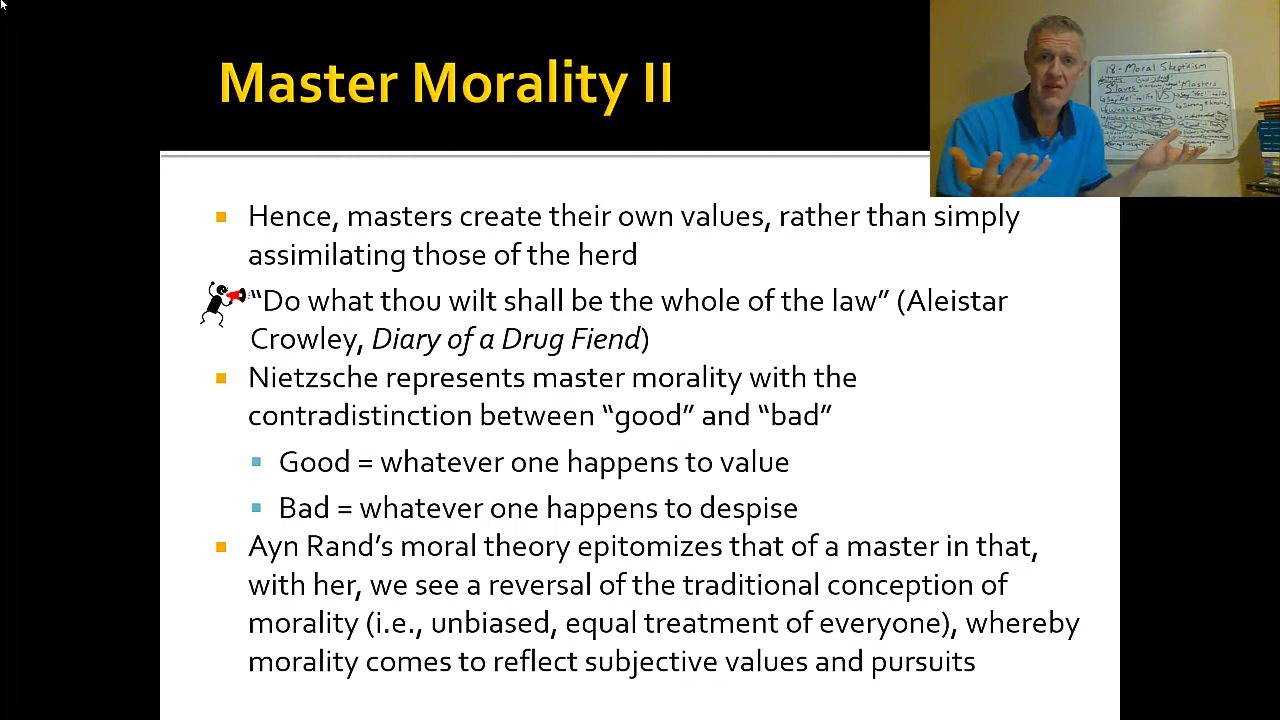 Master Morality II
18 - Moral Skepticism
Slaves
VS
Masters
Hence, masters create their own values, rather than simply
assimilating those of the herd
“Do what thou wilt shall be the whole of the law” (Aleistar
Crowley, Diary of a Drug Fiend)
Nietzsche represents master morality with the
contradistinction between “good” and “bad”
Good = whatever one happens to value
Bad = whatever one happens to despise
Ayn Rand’s moral theory epitomizes that of a master in that,
with her, we see a reversal of the traditional conception of
morality (i.e., unbiased, equal treatment of everyone), whereby
morality comes to reflect subjective values and pursuits